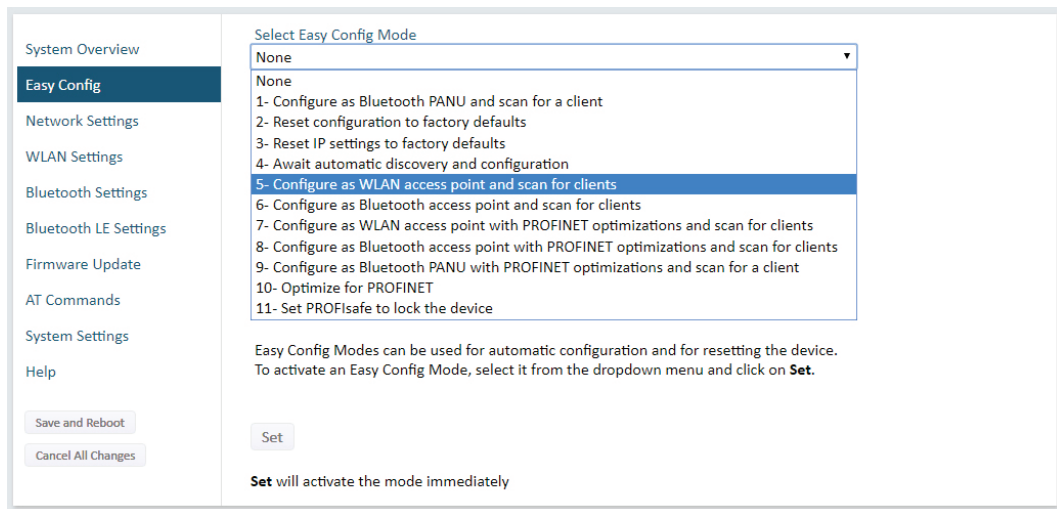 System Overview
Easy Config
Network Settings
WLAN Settings
Bluetooth Settings
Bluetooth LE Settings
Firmware Update
AT Commands
System Settings
Help
Save and Reboot
Cancel All Changes
Select Easy Config Mode
None
None
1- Configure as Bluetooth PANU and scan for a client
2- Reset configuration to factory defaults
3- Reset IP settings to factory defaults
4- Await automatic discovery and configuration
5- Configure as WLAN access point and scan for clients
6- Configure as Bluetooth access point and scan for clients
7- Configure as WLAN access point with PROFINET optimizations and scan for clients
8- Configure as Bluetooth access point with PROFINET optimizations and scan for clients
9- Configure as Bluetooth PANU with PROFINET optimizations and scan for a client
10- Optimize for PROFINET
11- Set PROFIsafe to lock the device
Easy Config Modes can be used for automatic configuration and for resetting the device.
To activate an Easy Config Mode, select it from the dropdown menu and click on Set.
Set
Set will activate the mode immediately